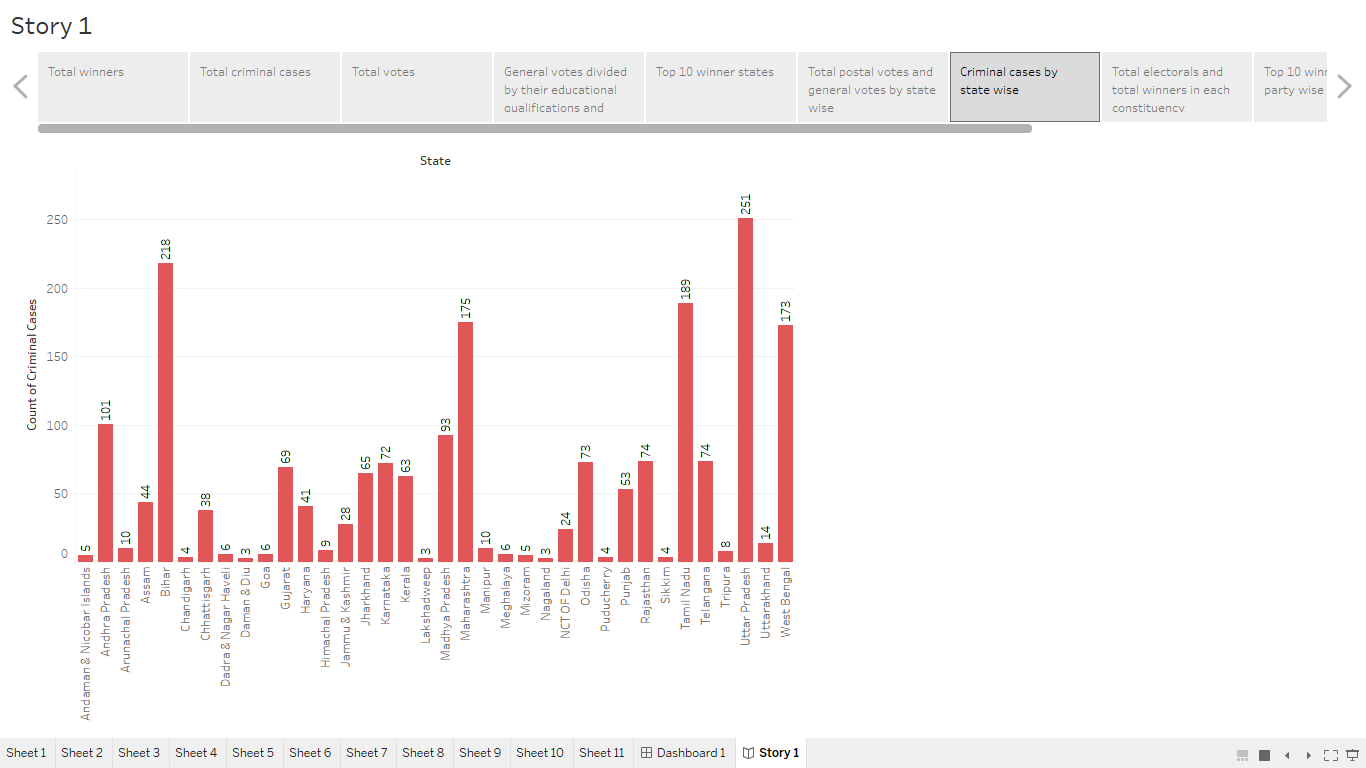 Story 1
Total winners
Total criminal cases
Total votes
General votes divided
by their educational
qualifications and
Top 10 winner states
Total postal votes and
general votes by state
wise
Criminal cases by
state wise
Total electorals and
total winners in each
constituency
Top 10 winn
party wise
State
Count of Criminal Cases
250
200
150
100
50
0
5
101
10
44
218
4
38
6
3
6
69
41
9
28
65
72
63
3
93
175
10
6
5
3
24
73
4
53
74
4
189
74
8
251
14
173
Andaman & Nicobar Islands
Andhra Pradesh
Arunachal Pradesh
Assam
Bihar
Chandigarh
Chhattisgarh
Dadra & Nagar Haveli
Daman & Diu
Goa
Gujarat
Haryana
Himachal Pradesh
Jammu & Kashmir
Jharkhand
Karnataka
Kerala
Lakshadweep
Madhya Pradesh
Maharashtra
Manipur
Meghalaya
Mizoram
Nagaland
NCT OF Delhi
Odisha
Puducherry
Punjab
Rajasthan
Sikkim
Tamil Nadu
Telangana
Tripura
Uttar Pradesh
Uttarakhand
West Bengal
Sheet 1
Sheet 2
Sheet 3
Sheet 4
Sheet 5
Sheet 6
Sheet 7
Sheet 8
Sheet 9
Sheet 10
Sheet 11
Dashboard 1
Story 1